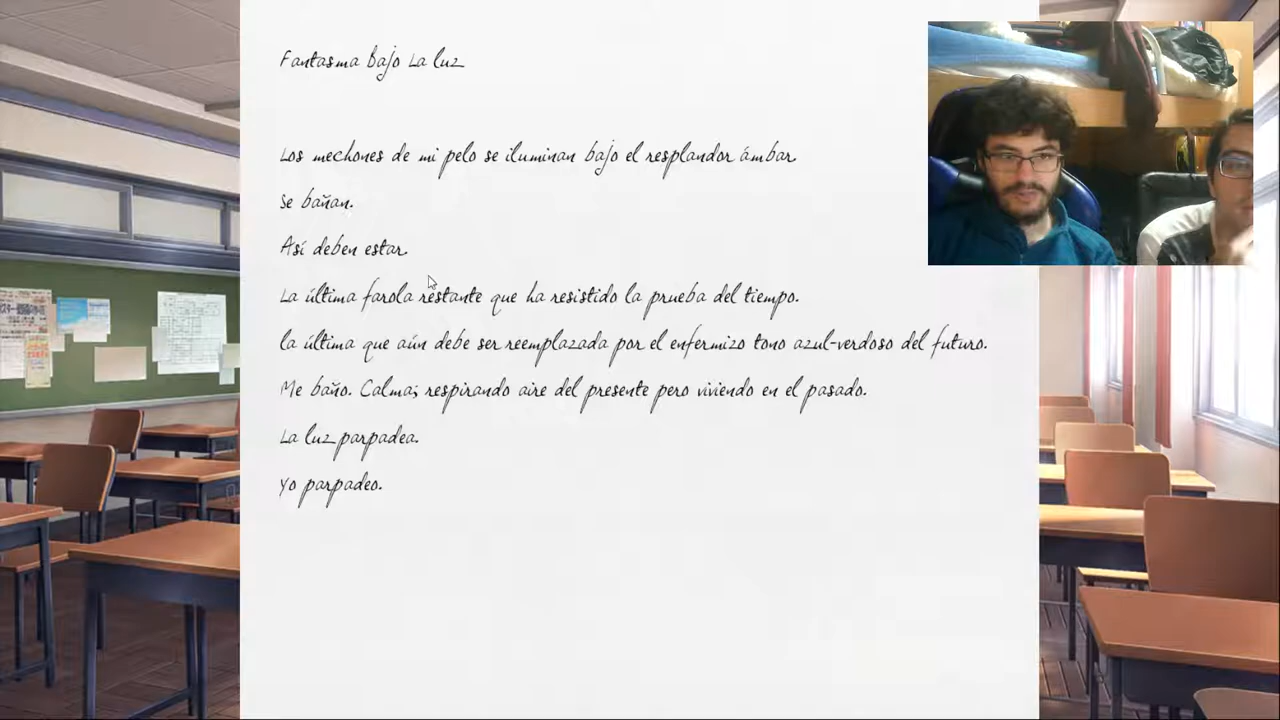 Fantasma bajo La luz
Los mechones de mi pelo se iluminan bajo el resplandor ámbar
Se bañan.
Así deben estar.
La última farola restante que ha resistido la prueba del tiempo.
la última que aún debe ser reemplazada por el enfermizo tono azul-verdoso del futuro.
Me baño. Calma; respirando aire del presente pero viviendo en el pasado.
La luz parpadea.
Yo parpadeo.